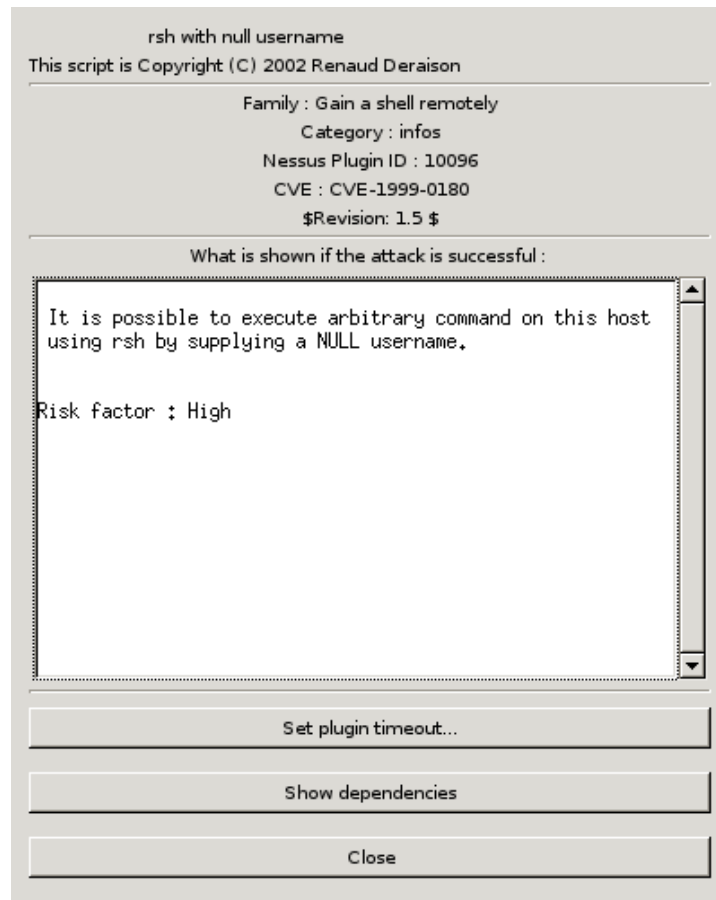 rsh with null username
This script is Copyright (C) 2002 Renaud Deraison
Family : Gain a shell remotely
Category : infos
Nessus Plugin ID : 10096
CVE : CVE-1999-0180
$Revision: 1.5 $
What is shown if the attack is successful :
It is possible to execute arbitrary command on this host
using rsh by supplying a NULL username.
Risk factor : High
Set plugin timeout...
Show dependencies
Close